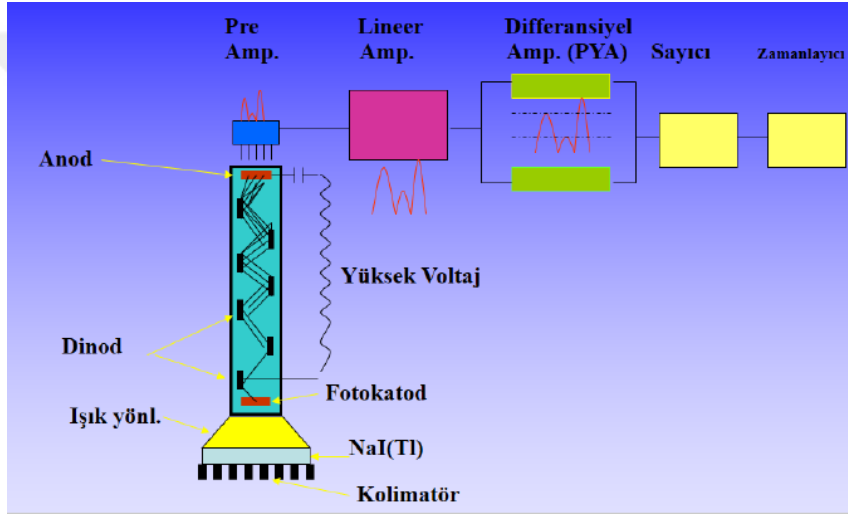 Pre
Amp.
Lineer
Amp.
Differansiyel
Amp. (PYA)
Sayıcı
Zamanlayıcı
Anod
Yüksek Voltaj
Dinod
Fotokatod
Işık yönl.
NaI(Tl)
Kolimatör